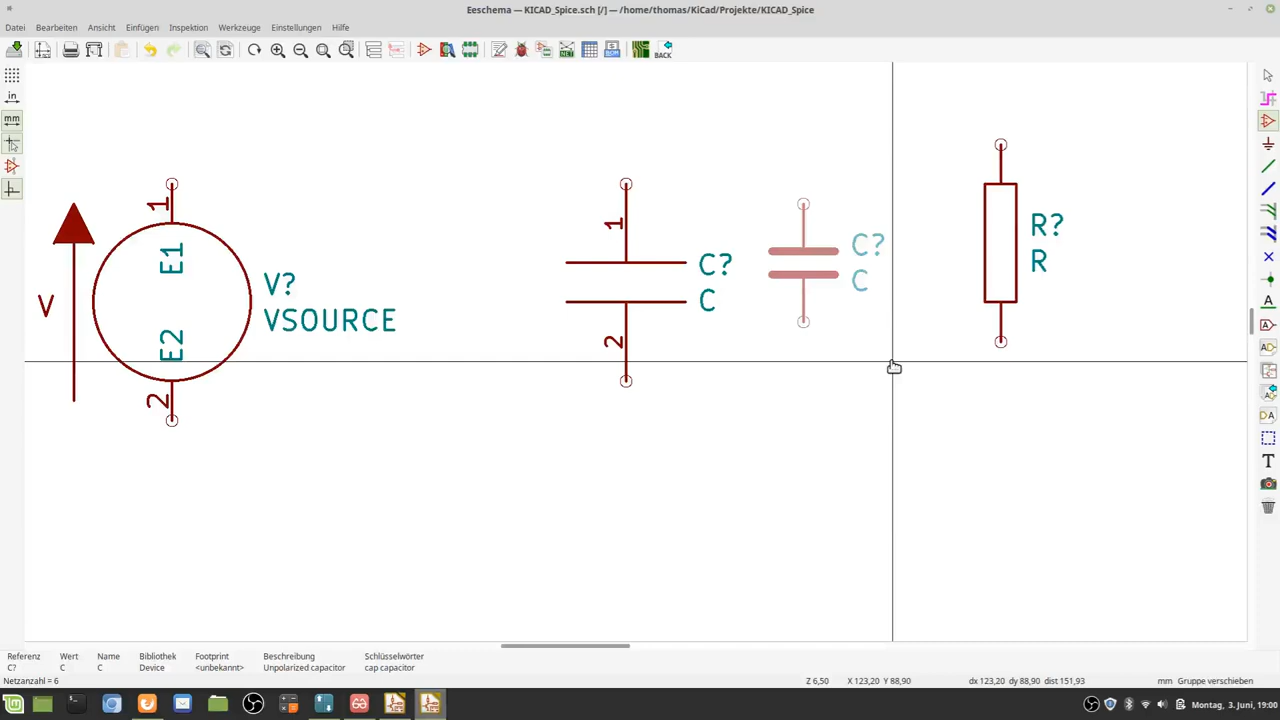 Eeschema — KICAD_Spice.sch [/] — /home/thomas/KiCad/Projekte/KICAD_Spice
Datei Bearbeiten Ansicht Einfügen Inspektion Werkzeuge Einstellungen Hilfe
BACK
in
mm
1
E1
V
E2
2
V?
VSOURCE
1
2
C?
C
C?
C
R?
R
Referenz Wert Name Bibliothek Footprint Beschreibung Schlüsselwörter
C? C C Device <unbekannt> Unpolarized capacitor cap capacitor
Netzanzahl = 6 Z 6,50 X 123,20 Y 88,90 dx 123,20 dy 88,90 dist 151,93 mm Gruppe verschieben
Montag, 3. Juni, 19:00